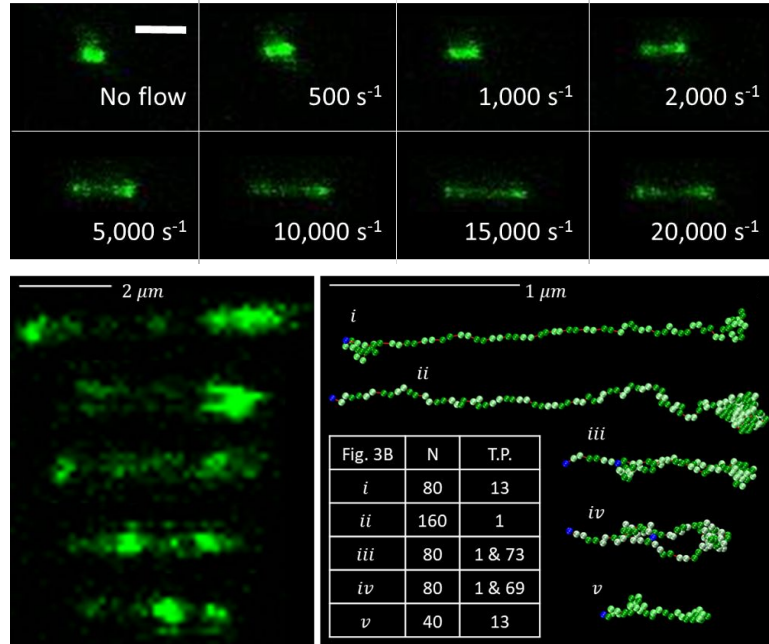 No flow
500 s⁻¹
1,000 s⁻¹
2,000 s⁻¹
5,000 s⁻¹
10,000 s⁻¹
15,000 s⁻¹
20,000 s⁻¹
2 μm
1 μm
i
ii
iii
iv
v
Fig. 3B N T.P.
i 80 13
ii 160 1
iii 80 1 & 73
iv 80 1 & 69
v 40 13